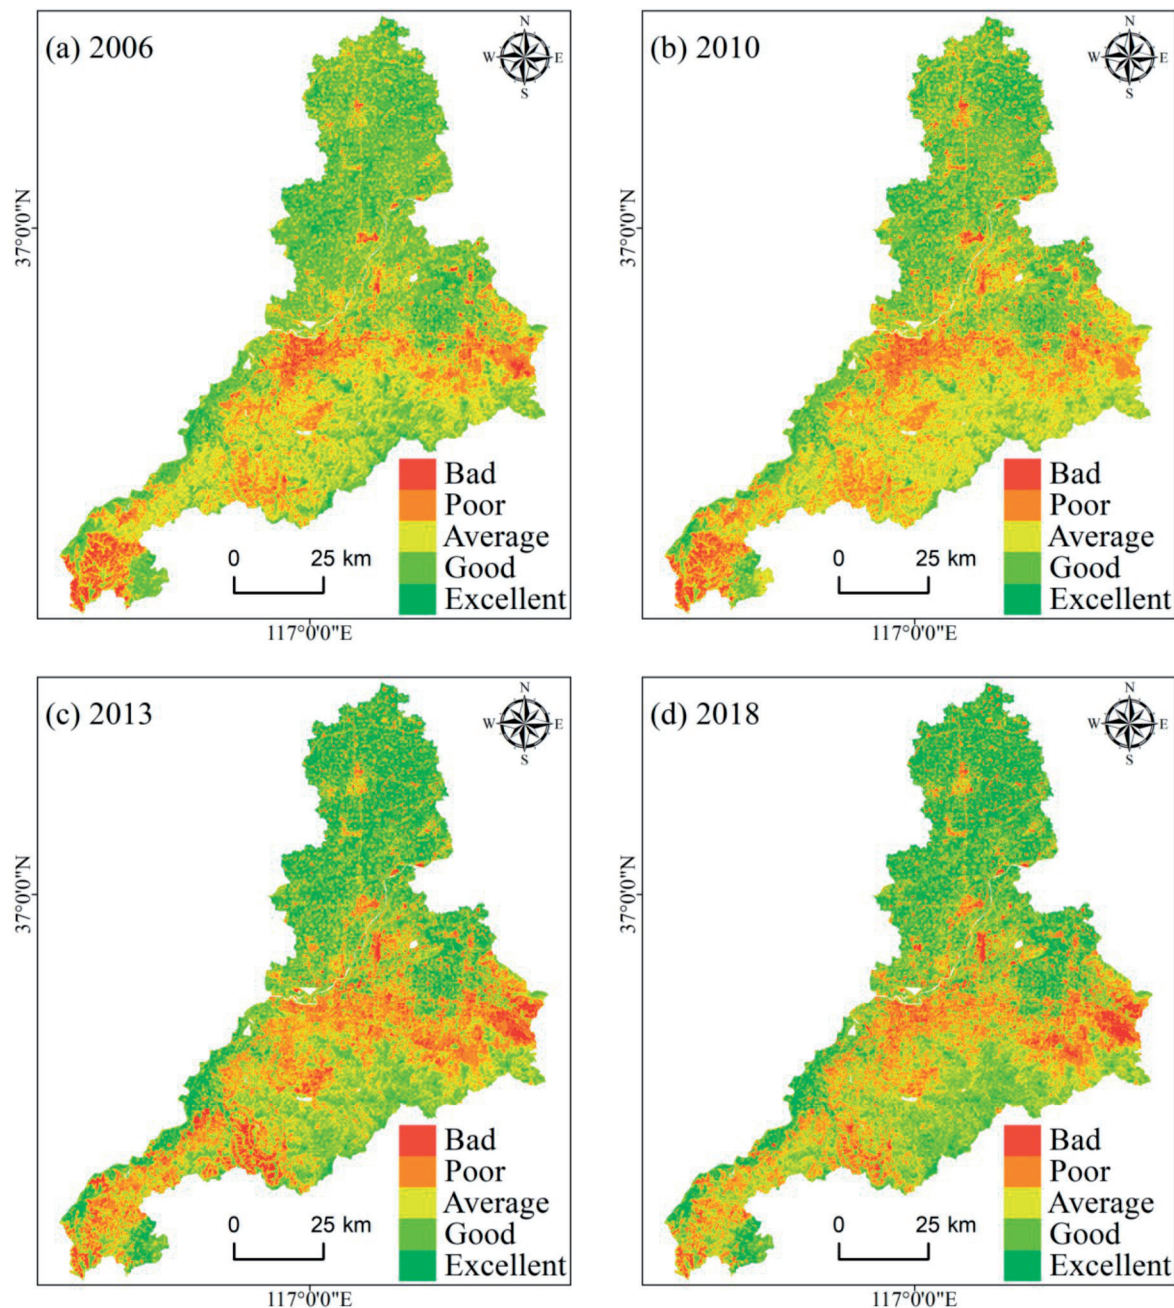 (a) 2006
N
W E
S
37°0'0"N
Bad
Poor
Average
Good
Excellent
0 25 km
117°0'0"E
(b) 2010
N
W E
S
37°0'0"N
Bad
Poor
Average
Good
Excellent
0 25 km
117°0'0"E
(c) 2013
N
W E
S
37°0'0"N
Bad
Poor
Average
Good
Excellent
0 25 km
117°0'0"E
(d) 2018
N
W E
S
37°0'0"N
Bad
Poor
Average
Good
Excellent
0 25 km
117°0'0"E